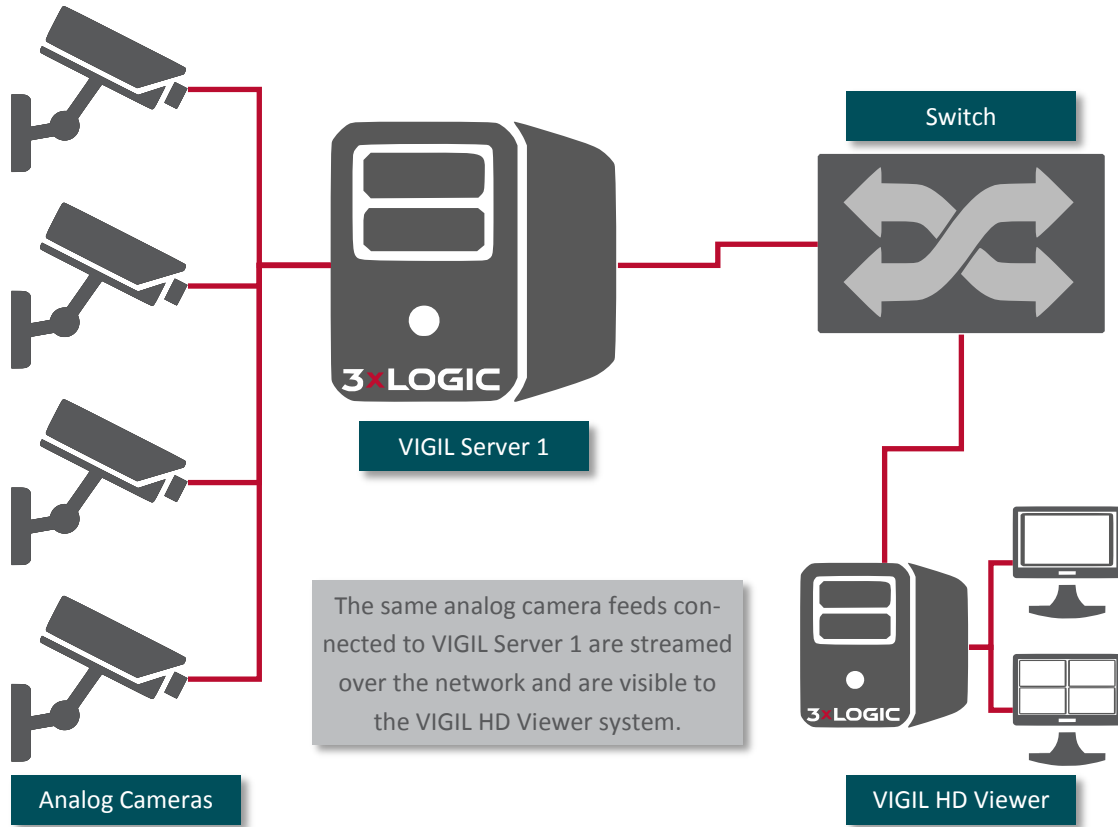 Switch
3xLOGIC
VIGIL Server 1
The same analog camera feeds con-
nected to VIGIL Server 1 are streamed
over the network and are visible to
the VIGIL HD Viewer system.
3xLOGIC
Analog Cameras
VIGIL HD Viewer